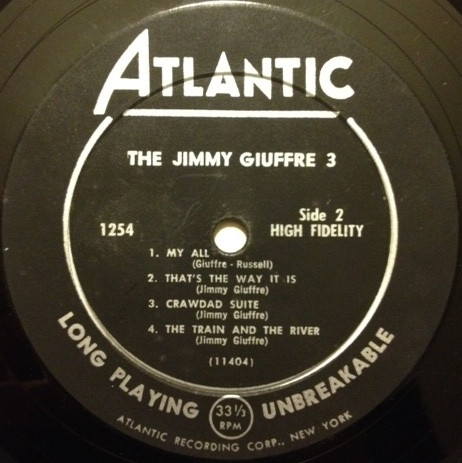 ATLANTIC
THE JIMMY GIUFFRE 3
1254
Side 2
HIGH FIDELITY
1. MY ALL
(Giuffre - Russell)
2. THAT'S THE WAY IT IS
(Jimmy Giuffre)
3. CRAWDAD SUITE
(Jimmy Giuffre)
4. THE TRAIN AND THE RIVER
(Jimmy Giuffre)
(11404)
LONG PLAYING 33 1/3 RPM UNBREAKABLE
ATLANTIC RECORDING CORP., NEW YORK